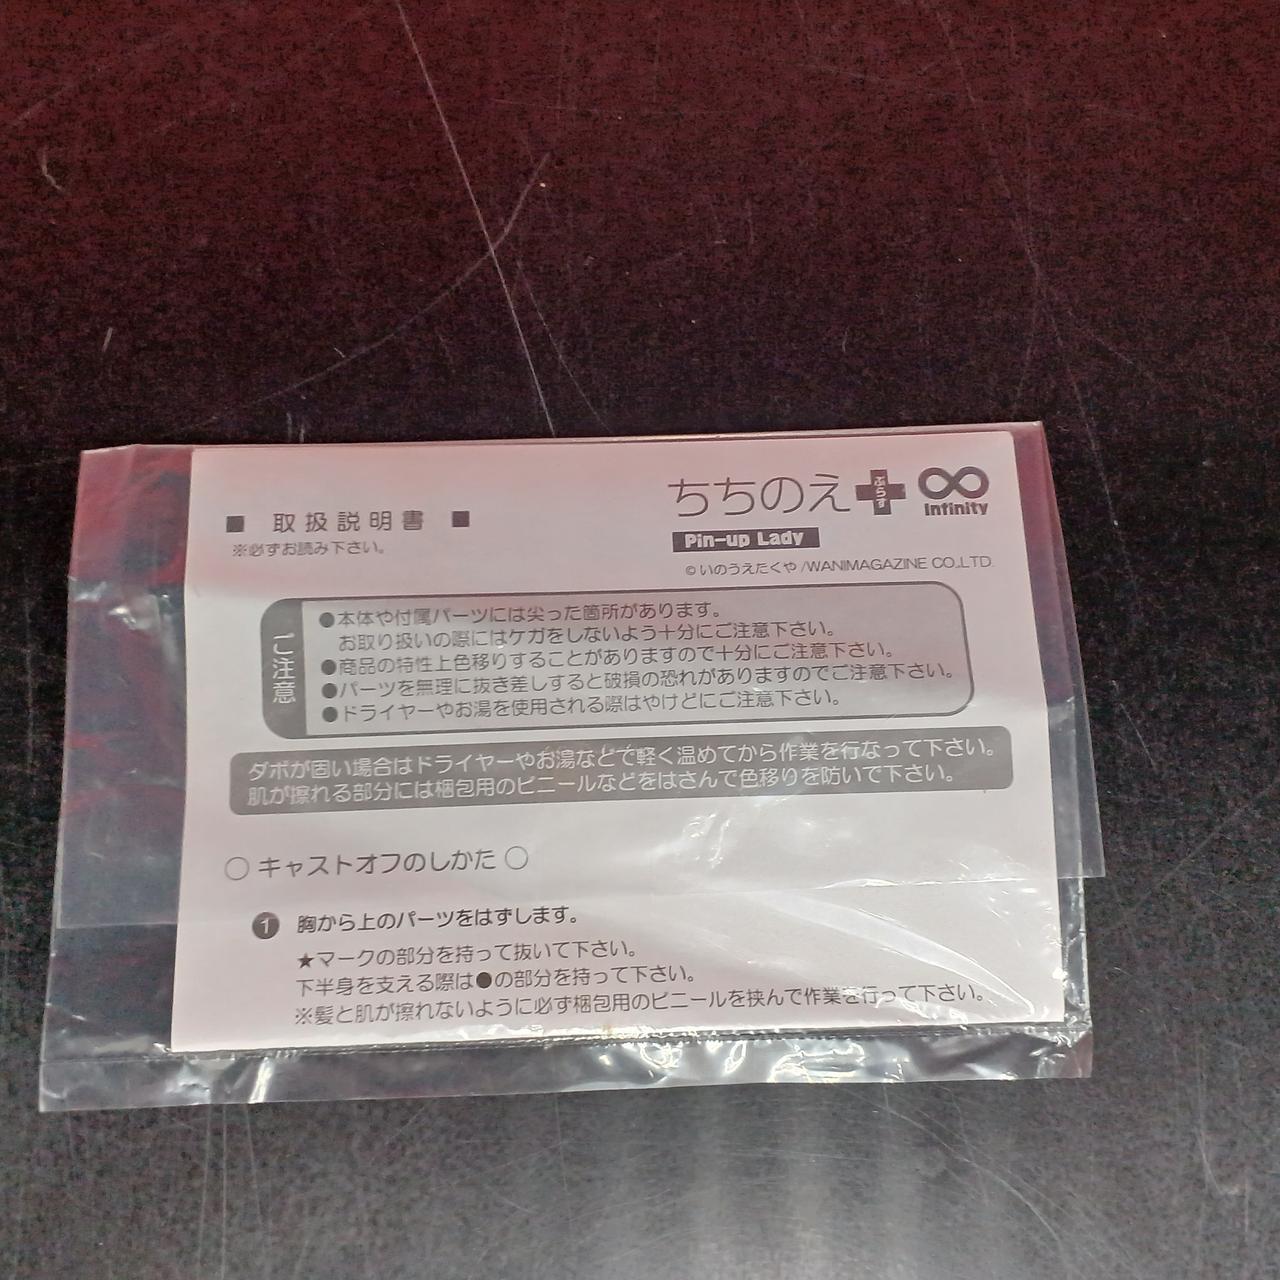 ■ 取扱説明書 ■
※必ずお読み下さい。
ちちのえ
ぷらす
Infinity
Pin-up Lady
©いのうえたくや/WANIMAGAZINE CO.,LTD.
ご注意
●本体や付属パーツには尖った箇所があります。
お取り扱いの際にはケガをしないよう十分にご注意下さい。
●商品の特性上色移りすることがありますので十分にご注意下さい。
●パーツを無理に抜き差しすると破損の恐れがありますのでご注意下さい。
●ドライヤーやお湯を使用される際はやけどにご注意下さい。
ダボが固い場合はドライヤーやお湯などで軽く温めてから作業を行なって下さい。
肌が擦れる部分には梱包用のビニールなどをはさんで色移りを防いで下さい。
○ キャストオフのしかた ○
1 胸から上のパーツをはずします。
★マークの部分を持って抜いて下さい。
下半身を支える際は●の部分を持って下さい。
※髪と肌が擦れないように必ず梱包用のビニールを挟んで作業を行って下さい。